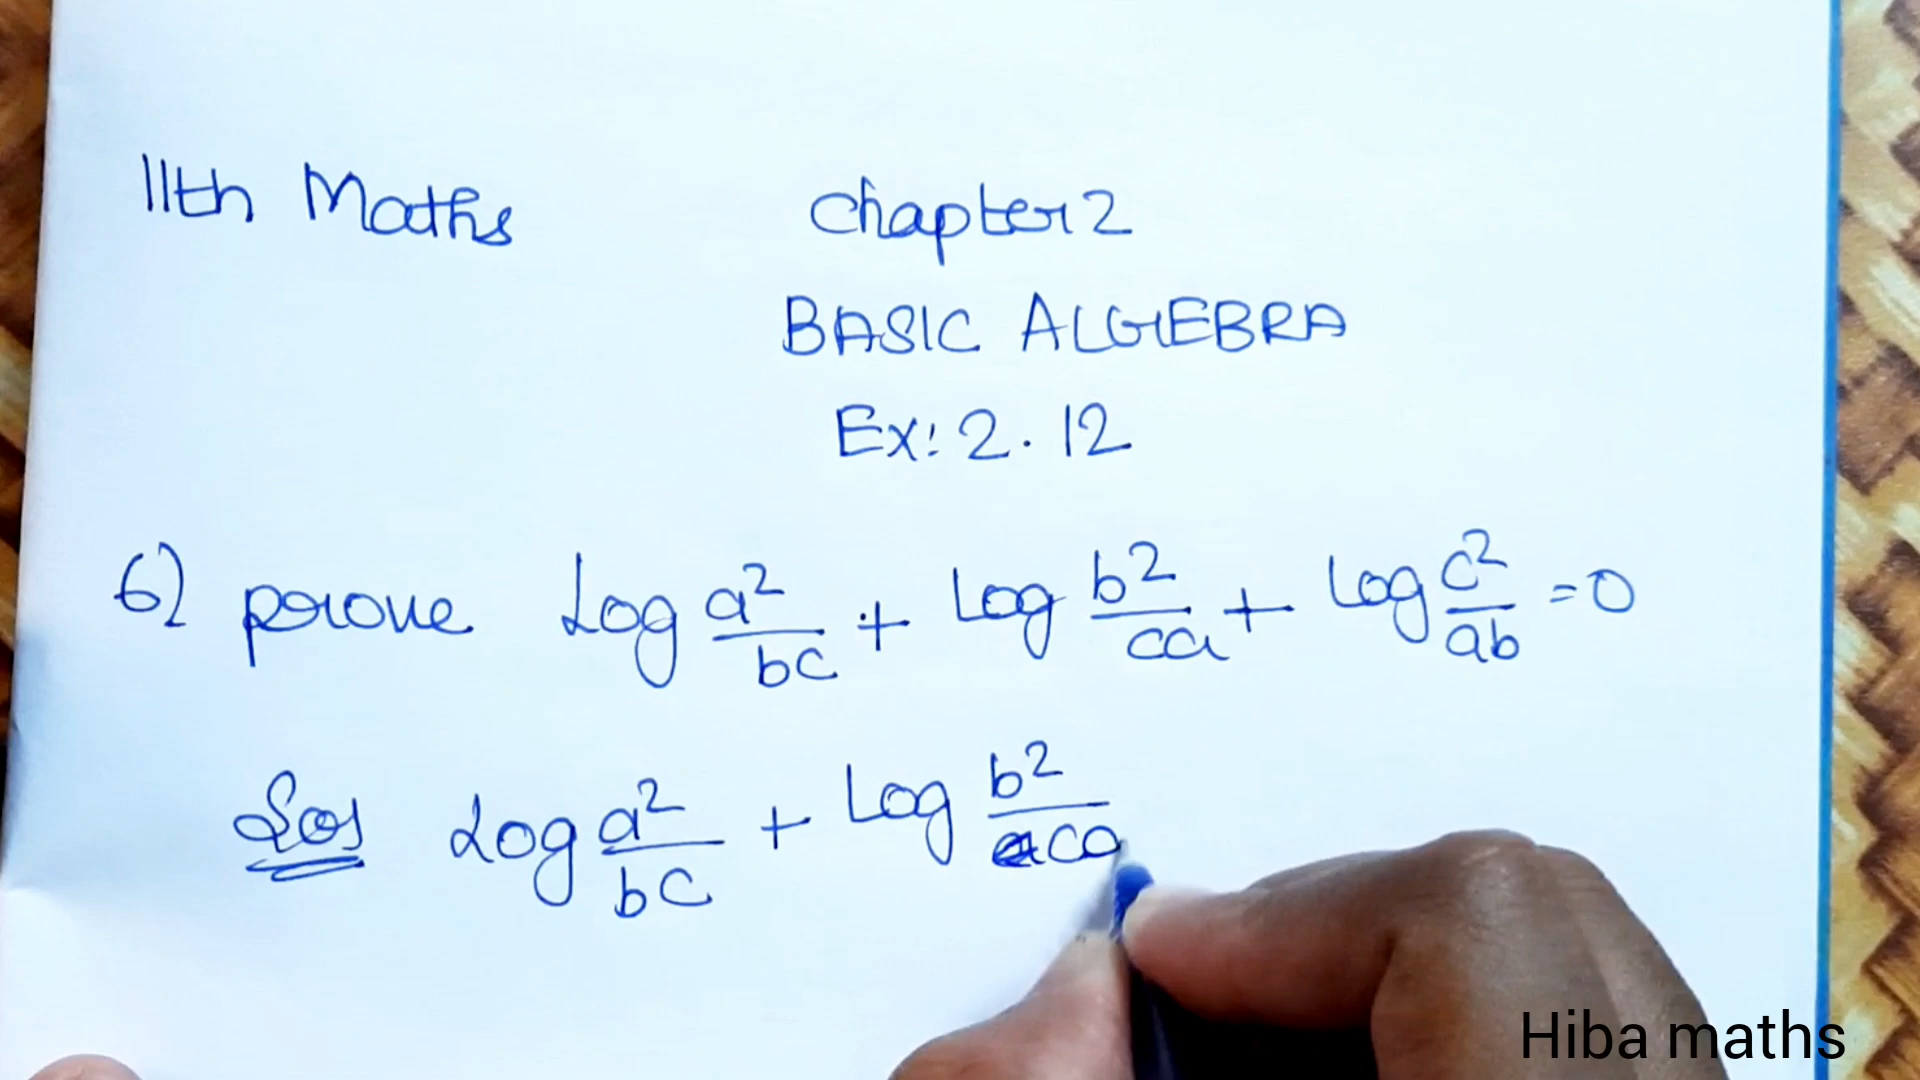 11th Maths Chapter 2
BASIC ALGEBRA
Ex: 2.12
6) prove Log a²/bc + Log b²/ca + Log c²/ab = 0
Sol Log a²/bc + Log b²/ca
Hiba maths